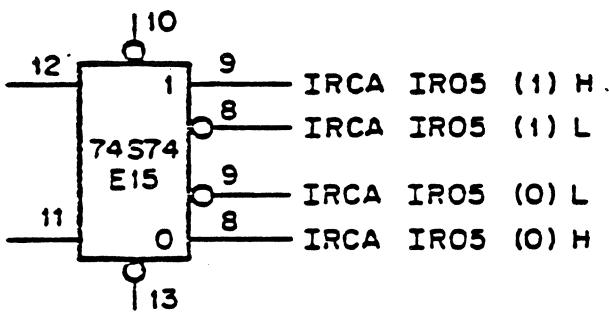 10
12 1 9 IRCA IR05 (1) H
8 IRCA IR05 (1) L
74S74
E15
9 IRCA IR05 (0) L
11 0 8 IRCA IR05 (0) H
13